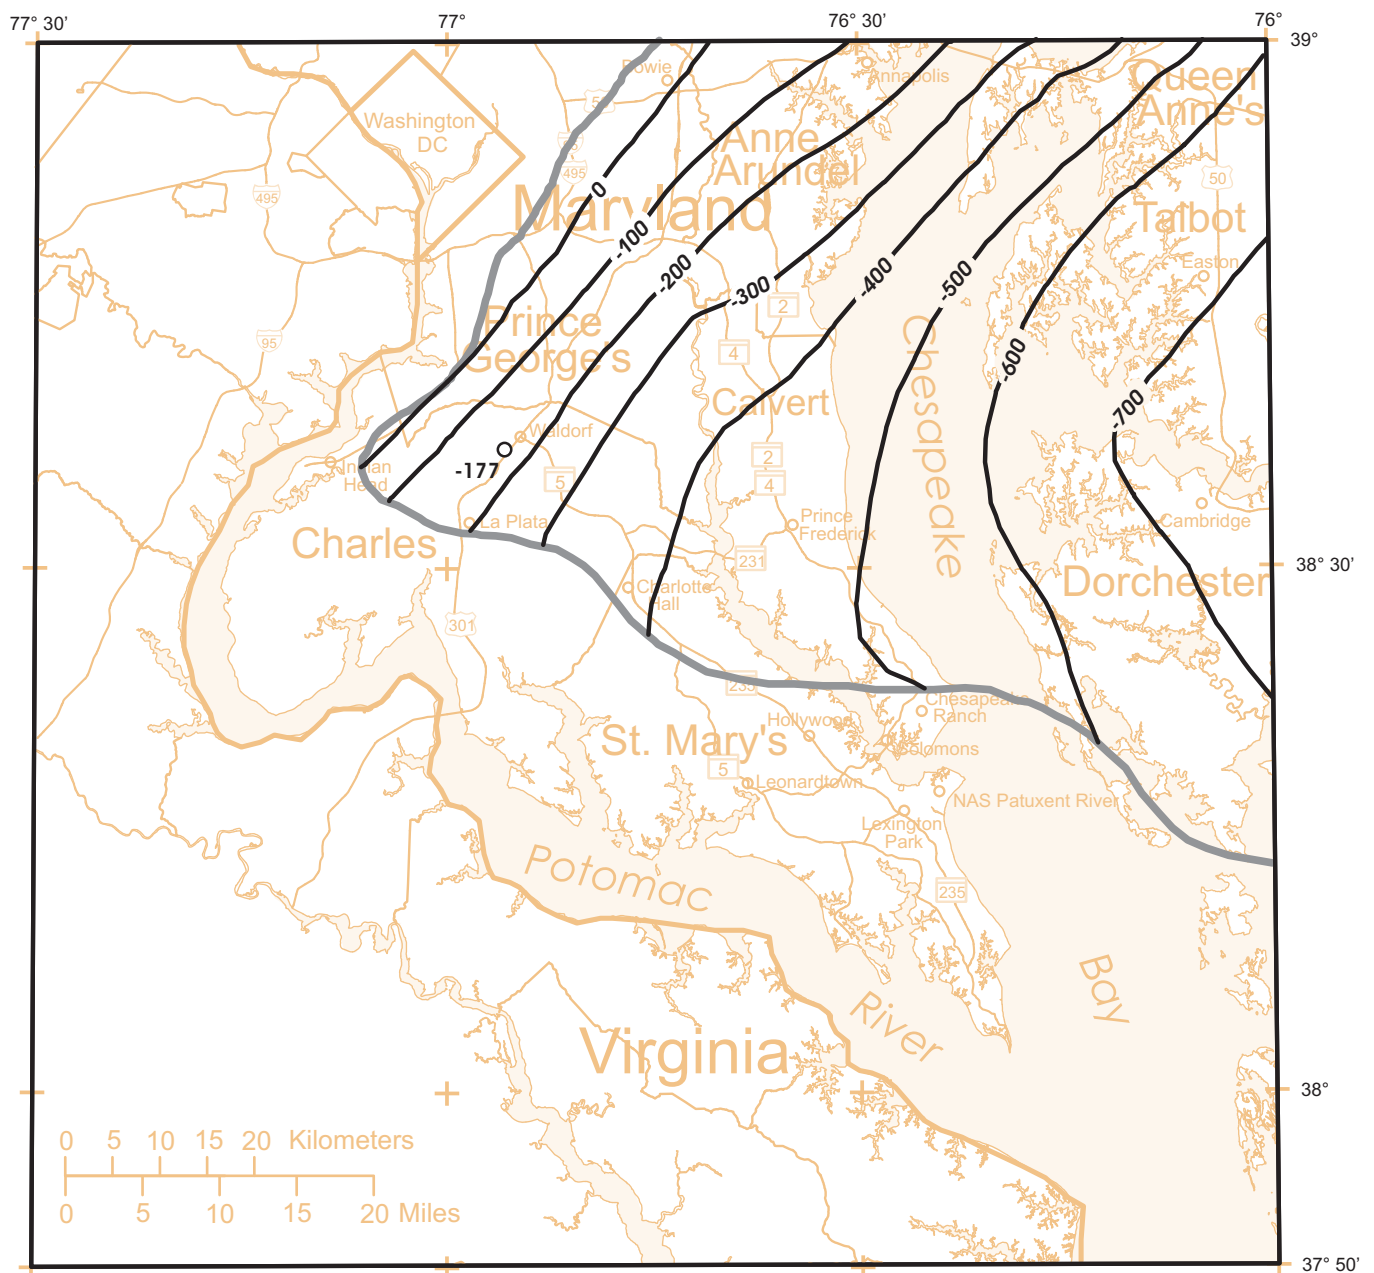 77° 30'
77°
76° 30'
76°
39°
Bowie
Annapolis
Queen
Anne's
5
Washington
DC
Anne
Arundel
495
495
50
0
Maryland
Talbot
-100
-200
-300
-400
-500
Easton
2
Prince
George's
95
4
Chesapeake
-600
Calvert
-700
Waldorf
-177
2
4
5
Indian
Head
La Plata
Prince
Frederick
Cambridge
Charles
231
38° 30'
Charlotte
Hall
Dorchester
301
235
Chesapeake
Ranch
Hollywood
St. Mary's
Solomons
5
Leonardtown
NAS Patuxent River
Lexington
Park
Potomac
235
Bay
River
Virginia
38°
0 5 10 15 20 Kilometers
0 5 10 15 20 Miles
37° 50'